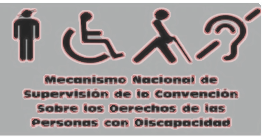 Mecanismo Nacional de
Supervisión de la Convención
Sobre los Derechos de las
Personas con Discapacidad